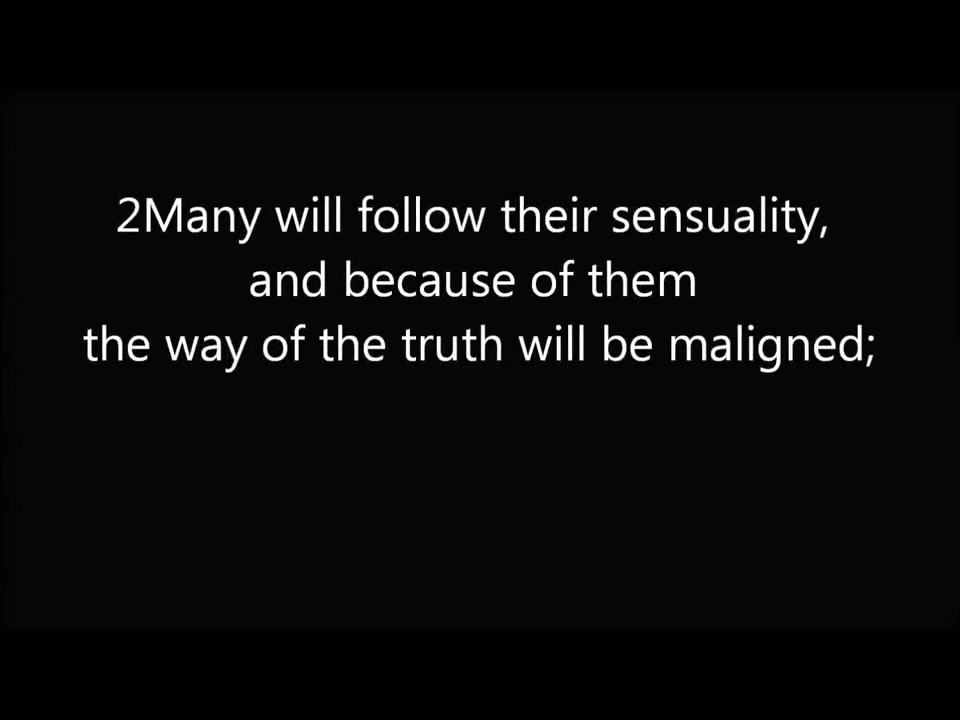 2Many will follow their sensuality,
and because of them
the way of the truth will be maligned;